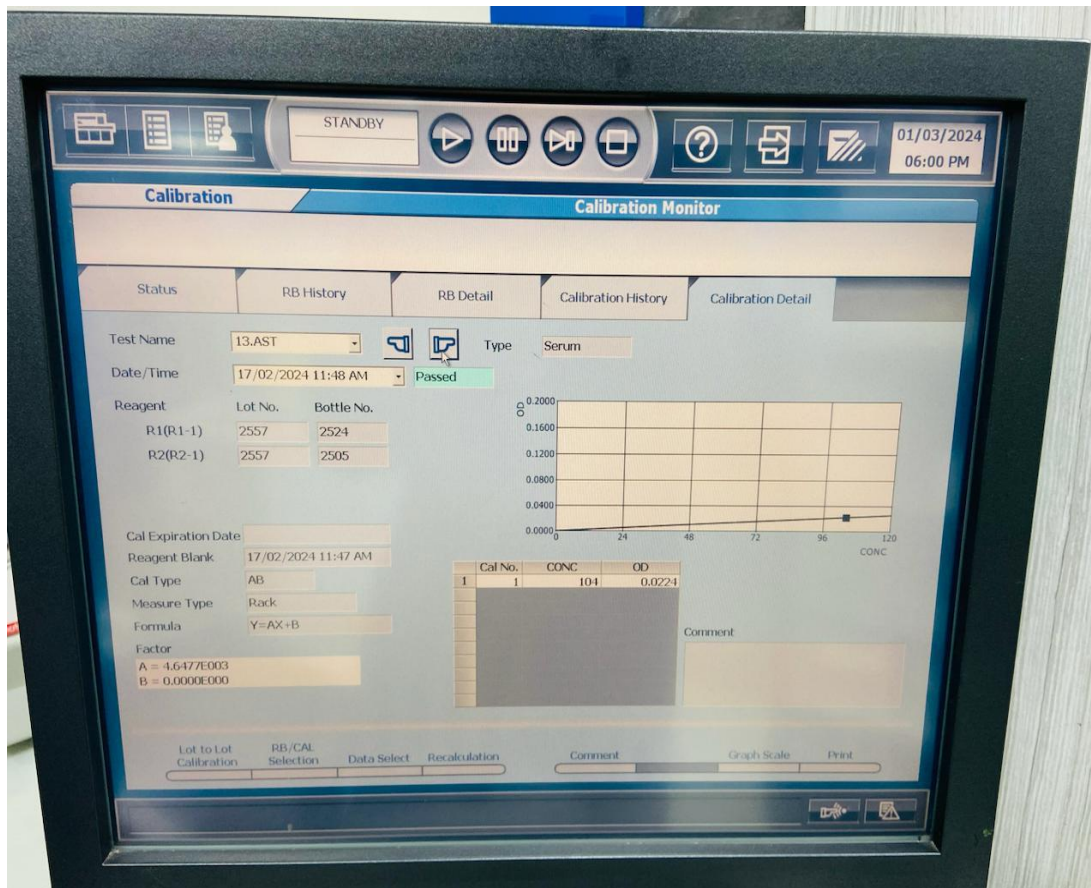 STANDBY
01/03/2024
06:00 PM
Calibration
Calibration Monitor
Status
RB History
RB Detail
Calibration History
Calibration Detail
Test Name
13.AST
Type
Serum
Date/Time
17/02/2024 11:48 AM
Passed
Reagent
Lot No.
Bottle No.
R1(R1-1)
2557
2524
R2(R2-1)
2557
2505
OD
0.2000
0.1600
0.1200
0.0800
0.0400
0.0000
0
24
48
72
96
120
CONC
Cal Expiration Date
Reagent Blank
17/02/2024 11:47 AM
Cal Type
AB
Measure Type
Rack
Formula
Y=AX+B
Factor
A = 4.6477E003
B = 0.0000E000
Cal No. CONC OD
1 1 104 0.0224
Comment
Lot to Lot
Calibration
RB/CAL
Selection
Data Select
Recalculation
Comment
Graph Scale
Print